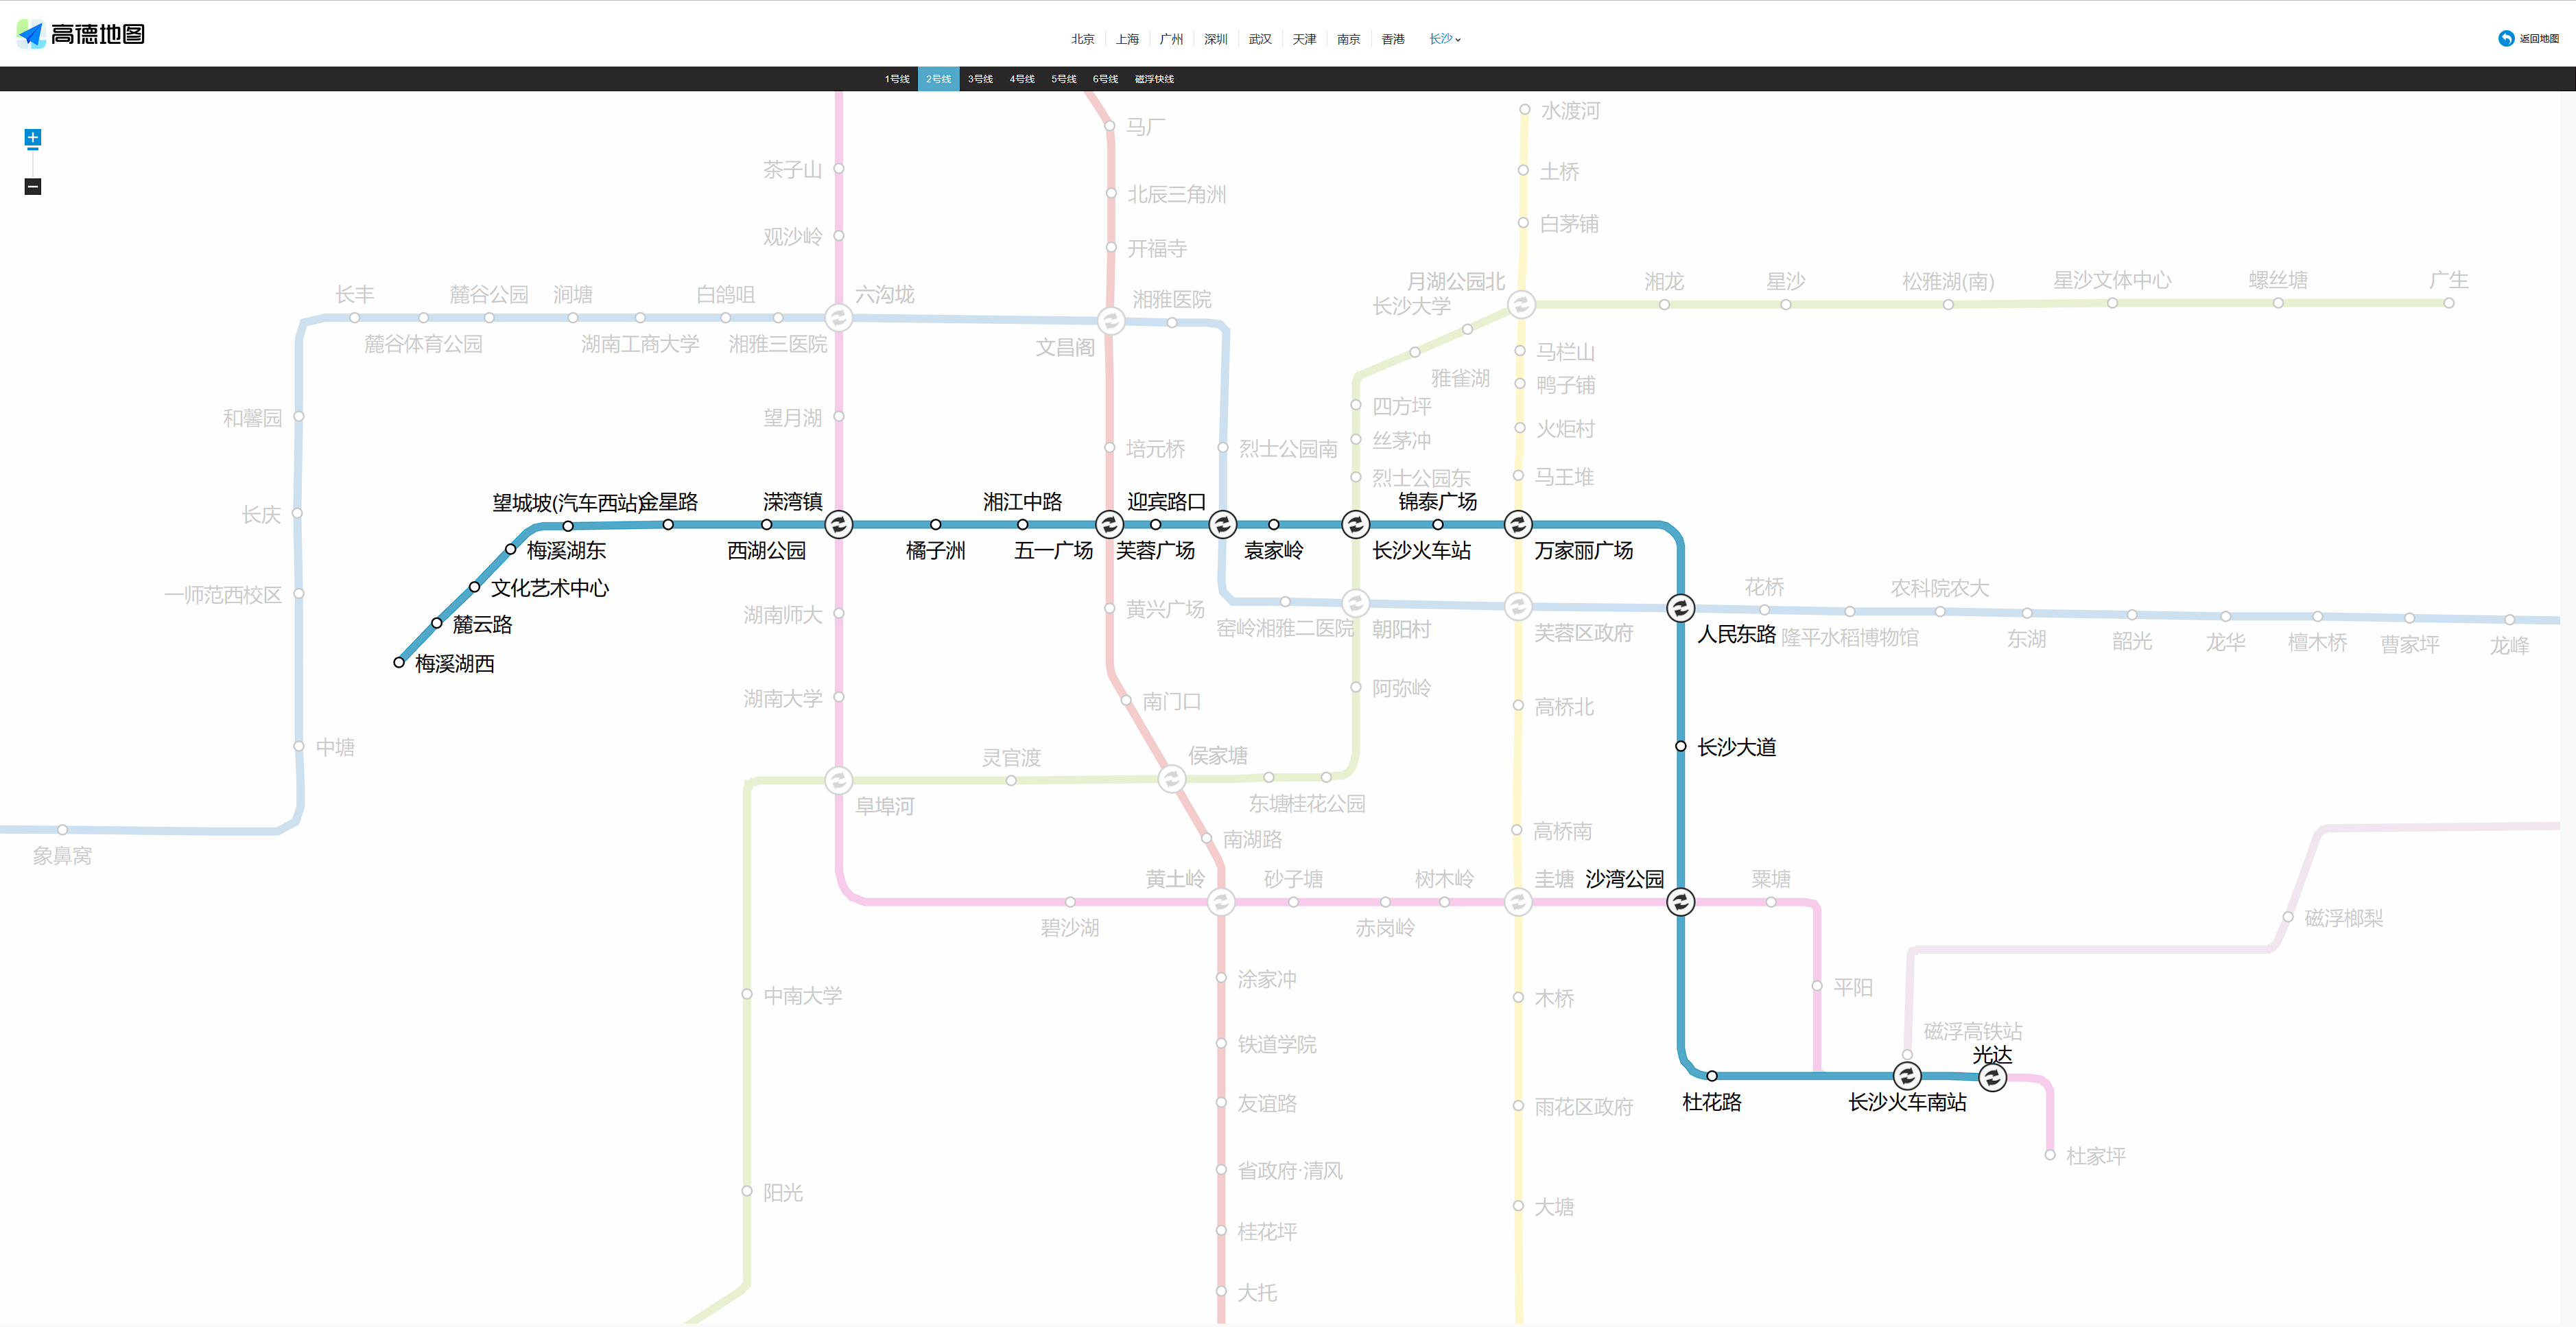 高德地图
北京 上海 广州 深圳 武汉 天津 南京 香港 长沙
返回地图
1号线 2号线 3号线 4号线 5号线 6号线 磁浮快线
水渡河
马厂
茶子山
土桥
北辰三角洲
白茅铺
观沙岭
开福寺
长丰
麓谷公园
涧塘
白鸽咀
六沟垅
湘雅医院
月湖公园北
湘龙
星沙
松雅湖(南)
星沙文体中心
螺丝塘
广生
长沙大学
麓谷体育公园
湖南工商大学
湘雅三医院
文昌阁
马栏山
雅雀湖
鸭子铺
四方坪
和馨园
望月湖
火炬村
丝茅冲
培元桥
烈士公园南
烈士公园东
马王堆
望城坡(汽车西站)
金星路
溁湾镇
湘江中路
迎宾路口
锦泰广场
长庆
梅溪湖东
西湖公园
橘子洲
五一广场
芙蓉广场
袁家岭
长沙火车站
万家丽广场
文化艺术中心
一师范西校区
花桥
农科院农大
湖南师大
黄兴广场
麓云路
窑岭湘雅二医院
朝阳村
芙蓉区政府
人民东路
隆平水稻博物馆
东湖
韶光
龙华
檀木桥
曹家坪
龙峰
梅溪湖西
湖南大学
南门口
阿弥岭
高桥北
中塘
灵官渡
侯家塘
长沙大道
阜埠河
东塘
桂花公园
南湖路
高桥南
象鼻窝
黄土岭
砂子塘
树木岭
圭塘
沙湾公园
粟塘
碧沙湖
赤岗岭
磁浮榔梨
涂家冲
中南大学
木桥
平阳
铁道学院
磁浮高铁站
光达
友谊路
雨花区政府
杜花路
长沙火车南站
省政府·清风
杜家坪
阳光
大塘
桂花坪
大托